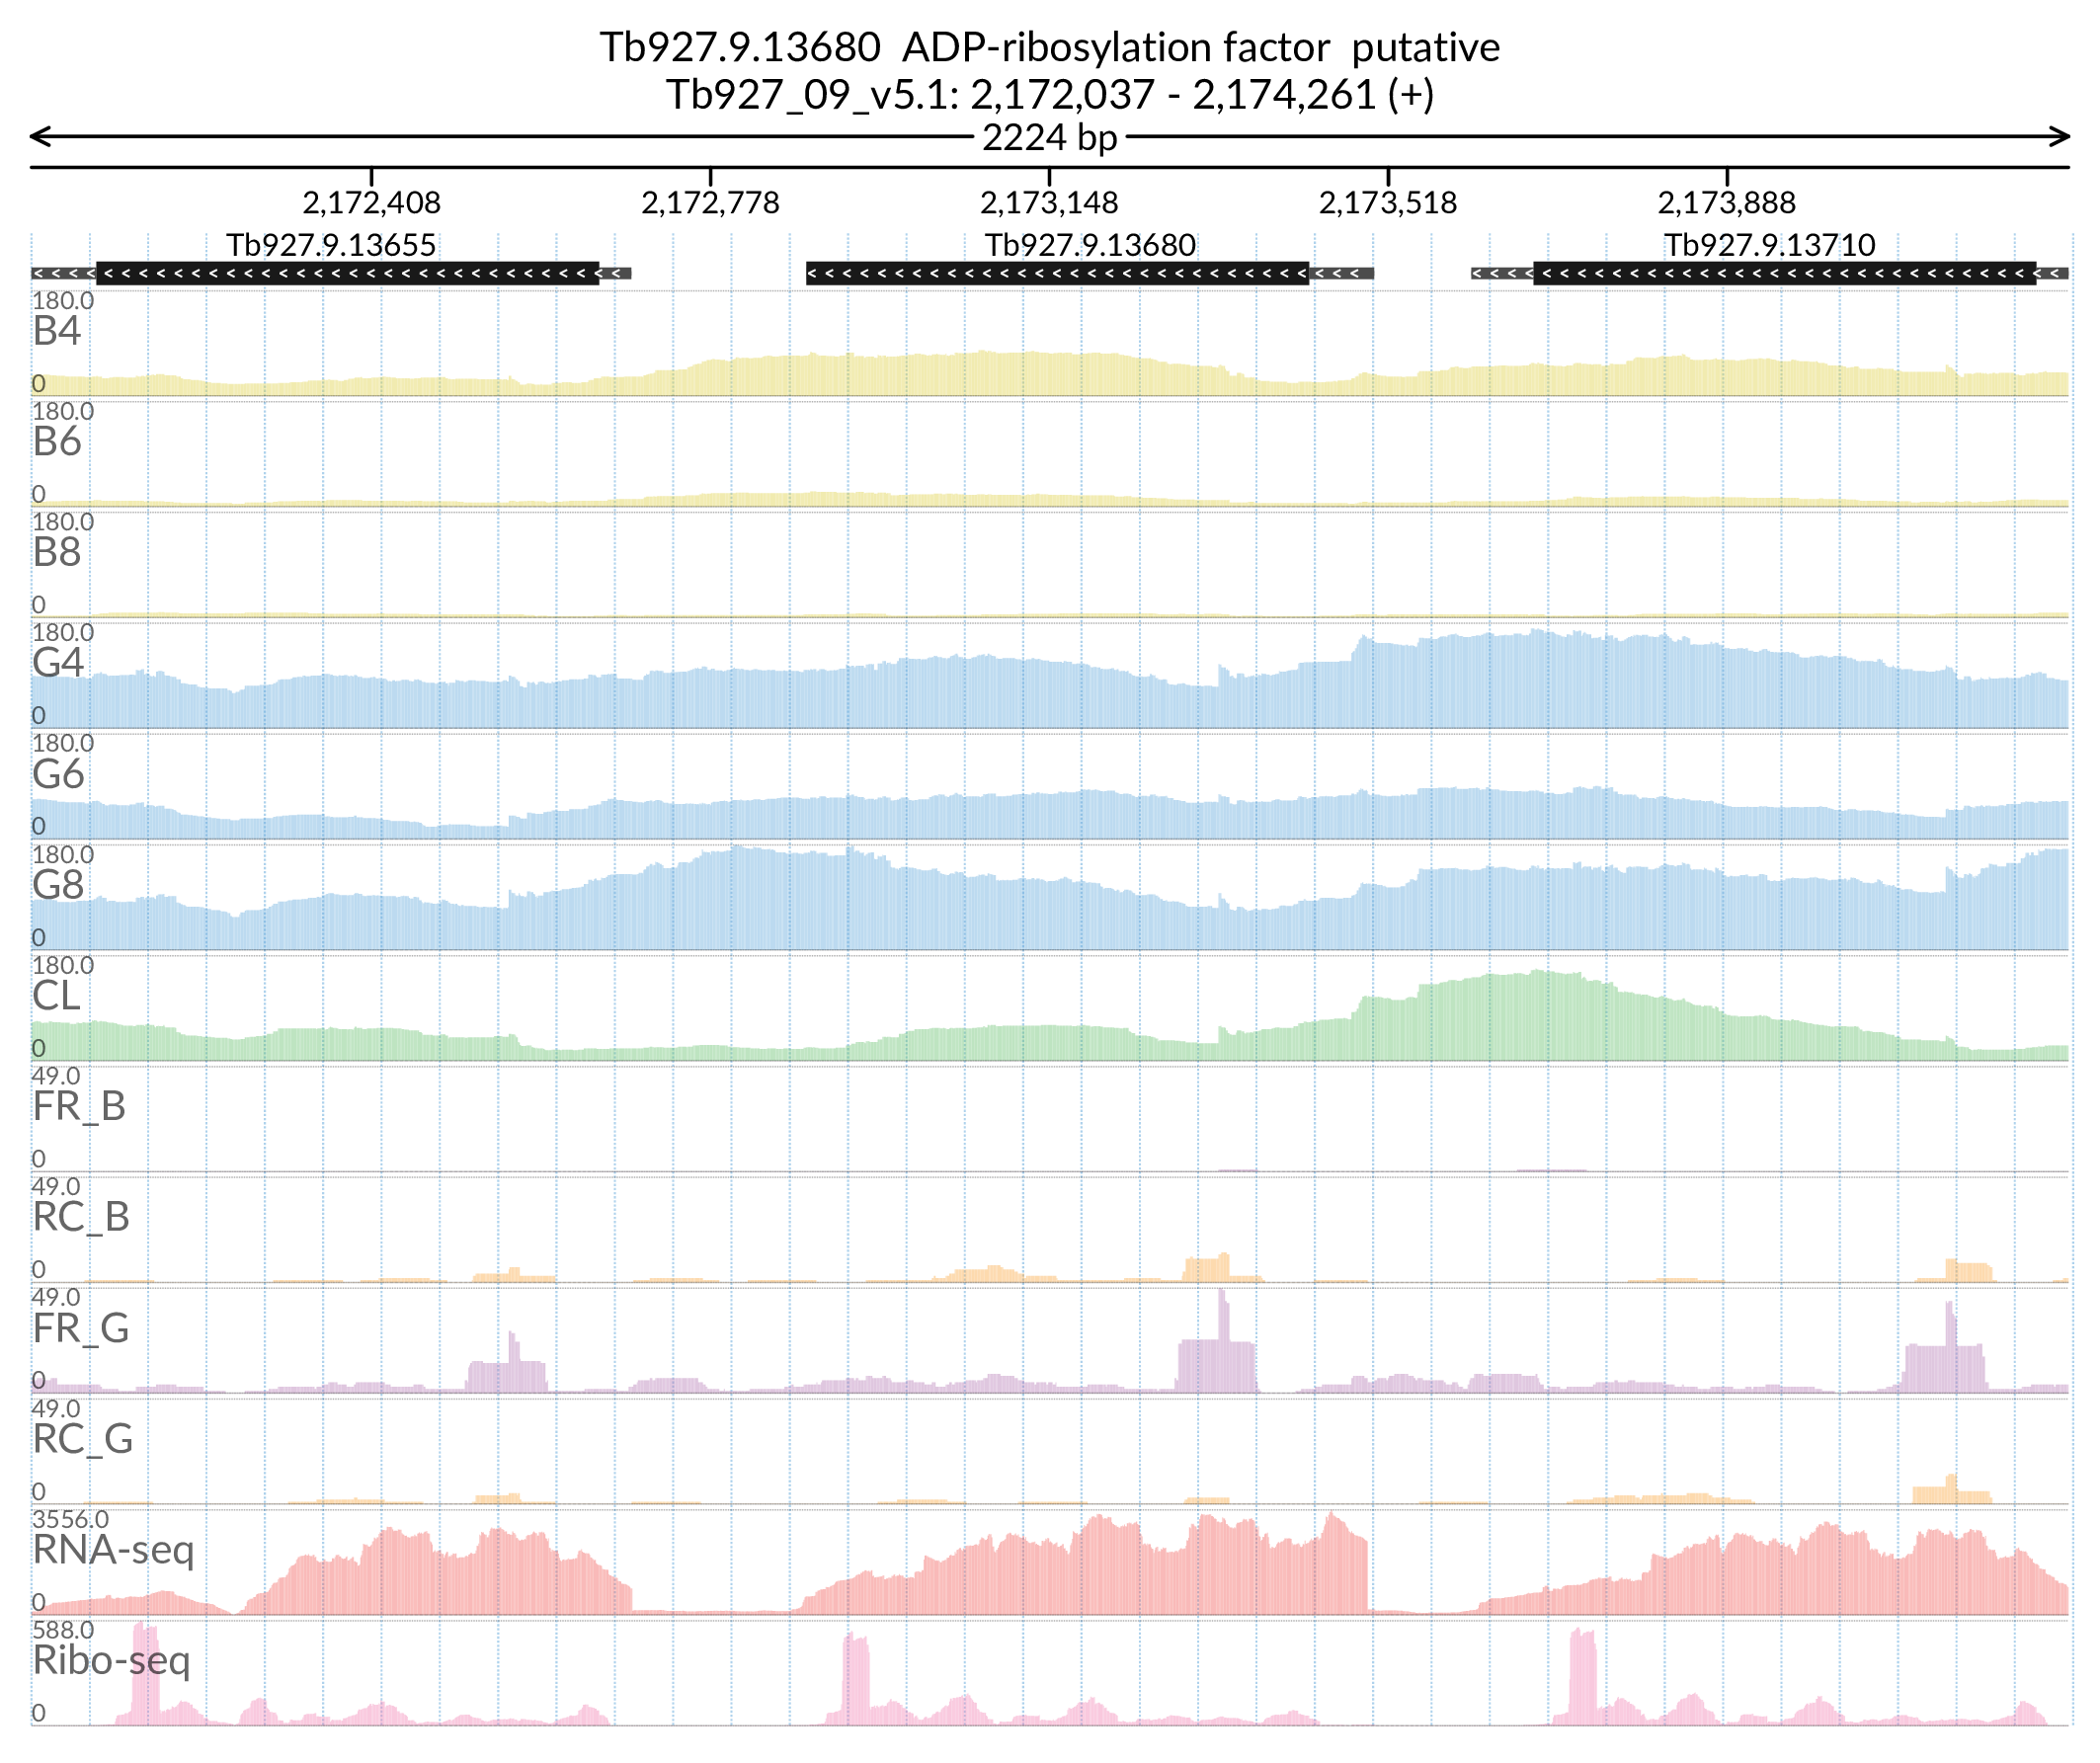 Tb927.9.13680 ADP-ribosylation factor putative
Tb927_09_v5.1: 2,172,037 - 2,174,261 (+)
2224 bp
2,172,408 2,172,778 2,173,148 2,173,518 2,173,888
Tb927.9.13655 Tb927.9.13680 Tb927.9.13710
180.0
B4
0
180.0
B6
0
180.0
B8
0
180.0
G4
0
180.0
G6
0
180.0
G8
0
180.0
CL
0
49.0
FR_B
0
49.0
RC_B
0
49.0
FR_G
0
49.0
RC_G
0
3556.0
RNA-seq
0
588.0
Ribo-seq
0